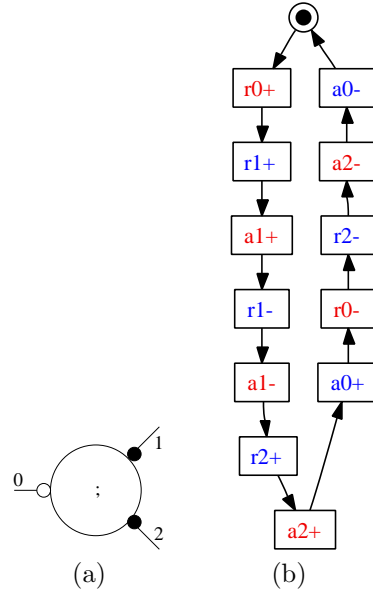 r0+ a0-
r1+ a2-
a1+ r2-
r1- r0-
a1- a0+
r2+
a2+
0 ; 1
2
(a) (b)